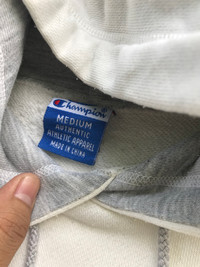 Champion
MEDIUM
AUTHENTIC
ATHLETIC APPAREL
MADE IN CHINA